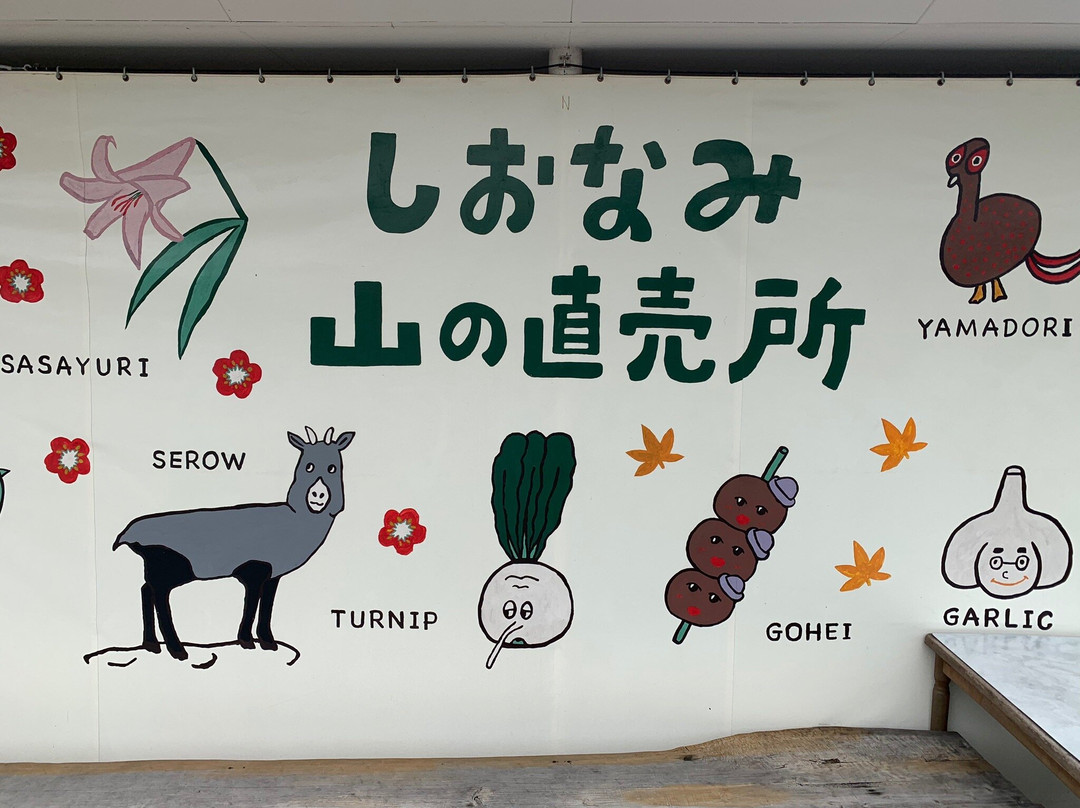 N
しおなみ
山の直売所
YAMADORI
SASAYURI
SEROW
TURNIP
GOHEI
GARLIC